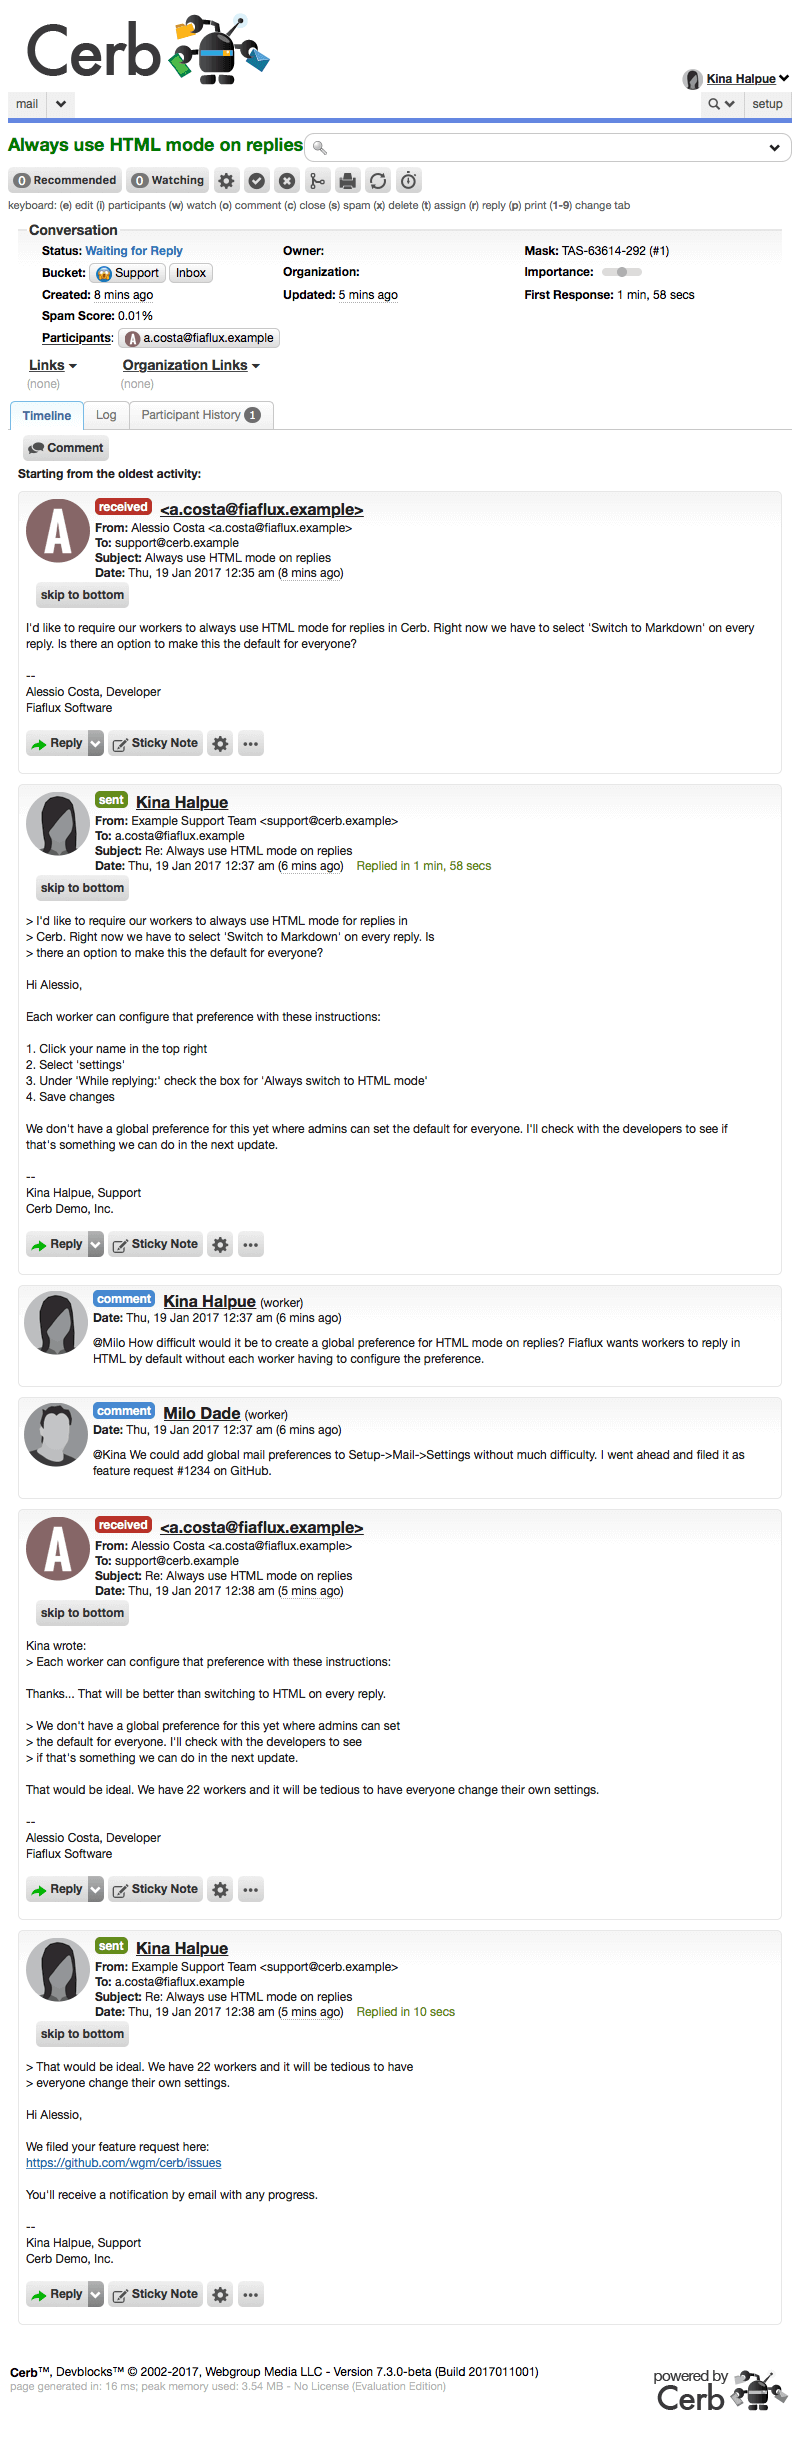 Cerb
Kina Halpue
mail
setup
Always use HTML mode on replies
0 Recommended 0 Watching
keyboard: (e) edit (i) participants (w) watch (o) comment (c) close (s) spam (x) delete (t) assign (r) reply (p) print (1-9) change tab
Conversation
Status: Waiting for Reply Owner: Mask: TAS-63614-292 (#1)
Bucket: Support Inbox Organization: Importance:
Created: 8 mins ago Updated: 5 mins ago First Response: 1 min, 58 secs
Spam Score: 0.01%
Participants: A a.costa@fiaflux.example
Links Organization Links
(none) (none)
Timeline Log Participant History 1
Comment
Starting from the oldest activity:
A
received <a.costa@fiaflux.example>
From: Alessio Costa <a.costa@fiaflux.example>
To: support@cerb.example
Subject: Always use HTML mode on replies
Date: Thu, 19 Jan 2017 12:35 am (8 mins ago)
skip to bottom
I'd like to require our workers to always use HTML mode for replies in Cerb. Right now we have to select 'Switch to Markdown' on every
reply. Is there an option to make this the default for everyone?
--
Alessio Costa, Developer
Fiaflux Software
Reply Sticky Note
sent Kina Halpue
From: Example Support Team <support@cerb.example>
To: a.costa@fiaflux.example
Subject: Re: Always use HTML mode on replies
Date: Thu, 19 Jan 2017 12:37 am (6 mins ago) Replied in 1 min, 58 secs
skip to bottom
> I'd like to require our workers to always use HTML mode for replies in
> Cerb. Right now we have to select 'Switch to Markdown' on every reply. Is
> there an option to make this the default for everyone?
Hi Alessio,
Each worker can configure that preference with these instructions:
1. Click your name in the top right
2. Select 'settings'
3. Under 'While replying:' check the box for 'Always switch to HTML mode'
4. Save changes
We don't have a global preference for this yet where admins can set the default for everyone. I'll check with the developers to see if
that's something we can do in the next update.
--
Kina Halpue, Support
Cerb Demo, Inc.
Reply Sticky Note
comment Kina Halpue (worker)
Date: Thu, 19 Jan 2017 12:37 am (6 mins ago)
@Milo How difficult would it be to create a global preference for HTML mode on replies? Fiaflux wants workers to reply in
HTML by default without each worker having to configure the preference.
comment Milo Dade (worker)
Date: Thu, 19 Jan 2017 12:37 am (6 mins ago)
@Kina We could add global mail preferences to Setup->Mail->Settings without much difficulty. I went ahead and filed it as
feature request #1234 on GitHub.
A
received <a.costa@fiaflux.example>
From: Alessio Costa <a.costa@fiaflux.example>
To: support@cerb.example
Subject: Re: Always use HTML mode on replies
Date: Thu, 19 Jan 2017 12:38 am (5 mins ago)
skip to bottom
Kina wrote:
> Each worker can configure that preference with these instructions:
Thanks... That will be better than switching to HTML on every reply.
> We don't have a global preference for this yet where admins can set
> the default for everyone. I'll check with the developers to see
> if that's something we can do in the next update.
That would be ideal. We have 22 workers and it will be tedious to have everyone change their own settings.
--
Alessio Costa, Developer
Fiaflux Software
Reply Sticky Note
sent Kina Halpue
From: Example Support Team <support@cerb.example>
To: a.costa@fiaflux.example
Subject: Re: Always use HTML mode on replies
Date: Thu, 19 Jan 2017 12:38 am (5 mins ago) Replied in 10 secs
skip to bottom
> That would be ideal. We have 22 workers and it will be tedious to have
> everyone change their own settings.
Hi Alessio,
We filed your feature request here:
https://github.com/wgm/cerb/issues
You'll receive a notification by email with any progress.
--
Kina Halpue, Support
Cerb Demo, Inc.
Reply Sticky Note
Cerb™, Devblocks™ © 2002-2017, Webgroup Media LLC - Version 7.3.0-beta (Build 2017011001)
page generated in: 16 ms; peak memory used: 3.54 MB - No License (Evaluation Edition)
powered by
Cerb